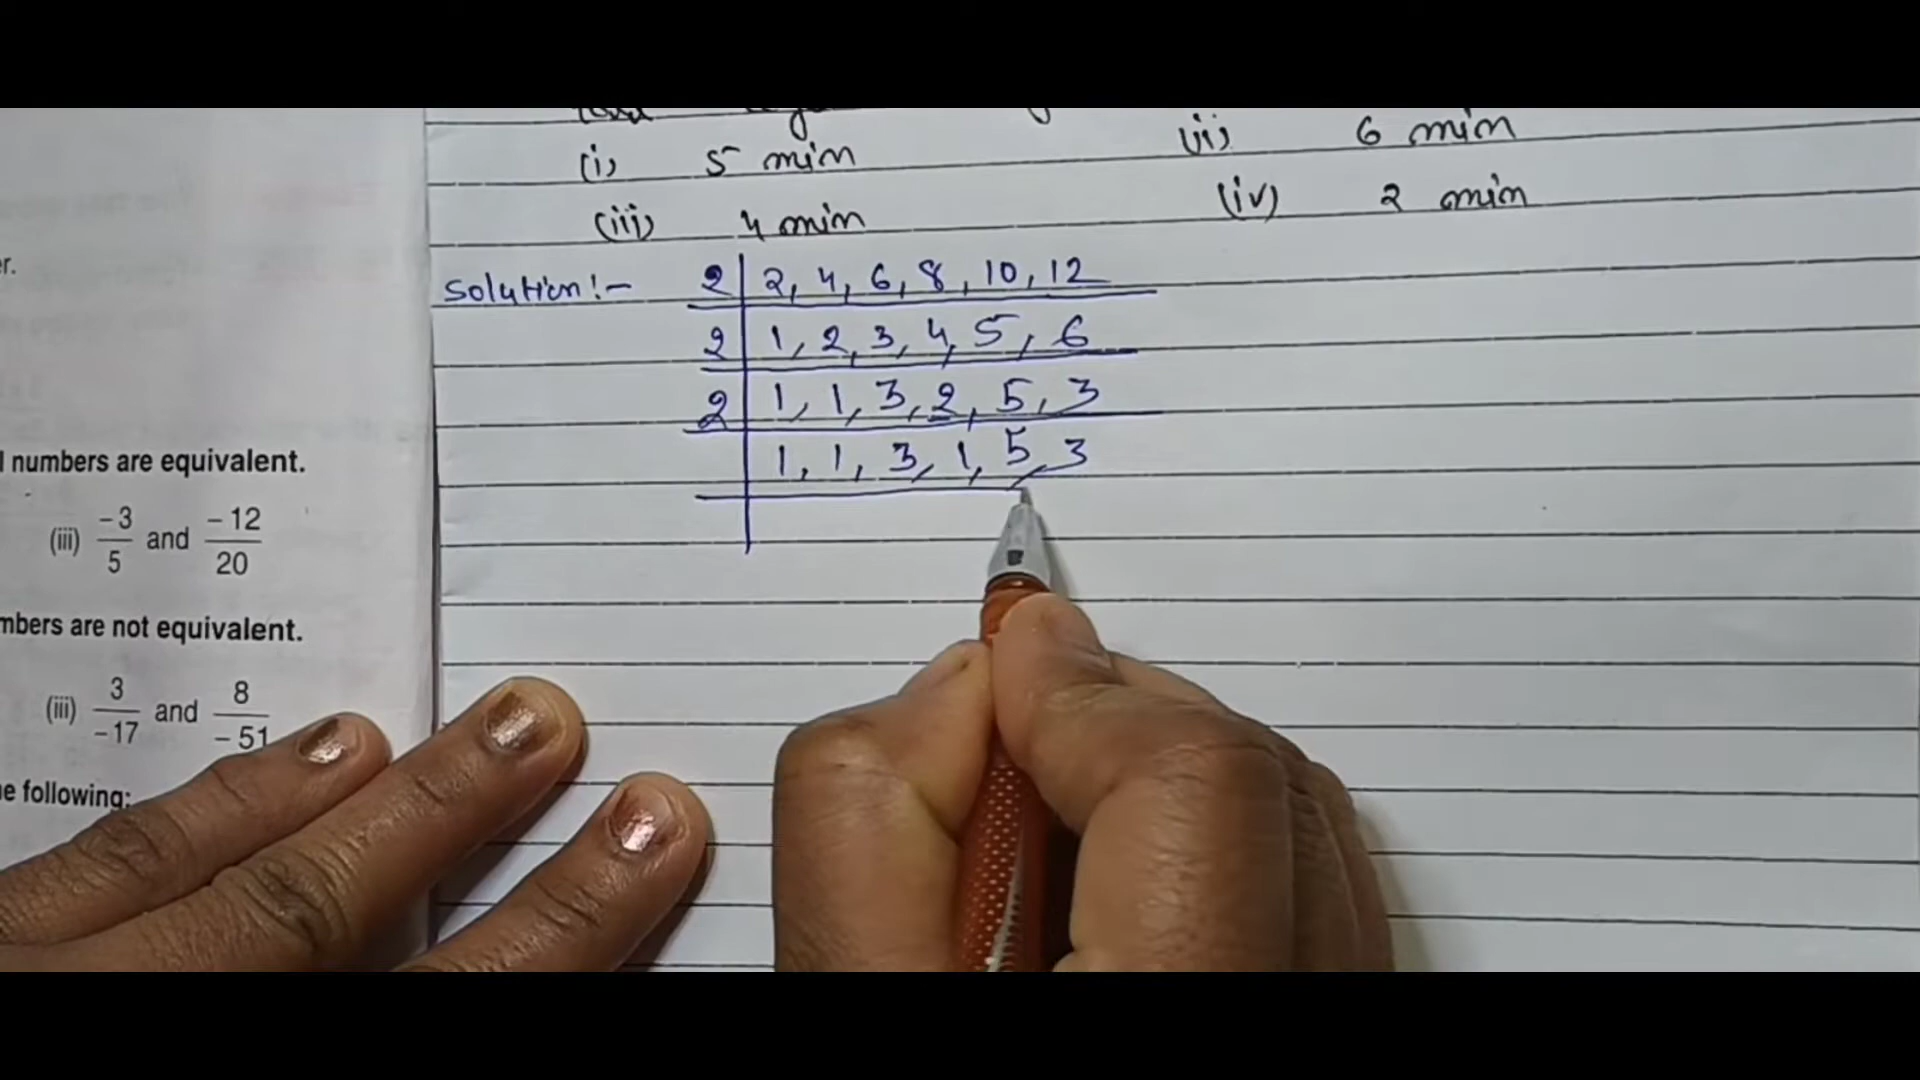 (i) 5 min (ii) 6 min
(iii) 4 min (iv) 2 min
Solution:- 2 | 2, 4, 6, 8, 10, 12
2 | 1, 2, 3, 4, 5, 6
2 | 1, 1, 3, 2, 5, 3
1, 1, 3, 1, 5, 3
er.
l numbers are equivalent.
(iii) -3/5 and -12/20
mbers are not equivalent.
(iii) 3/-17 and 8/-51
e following: